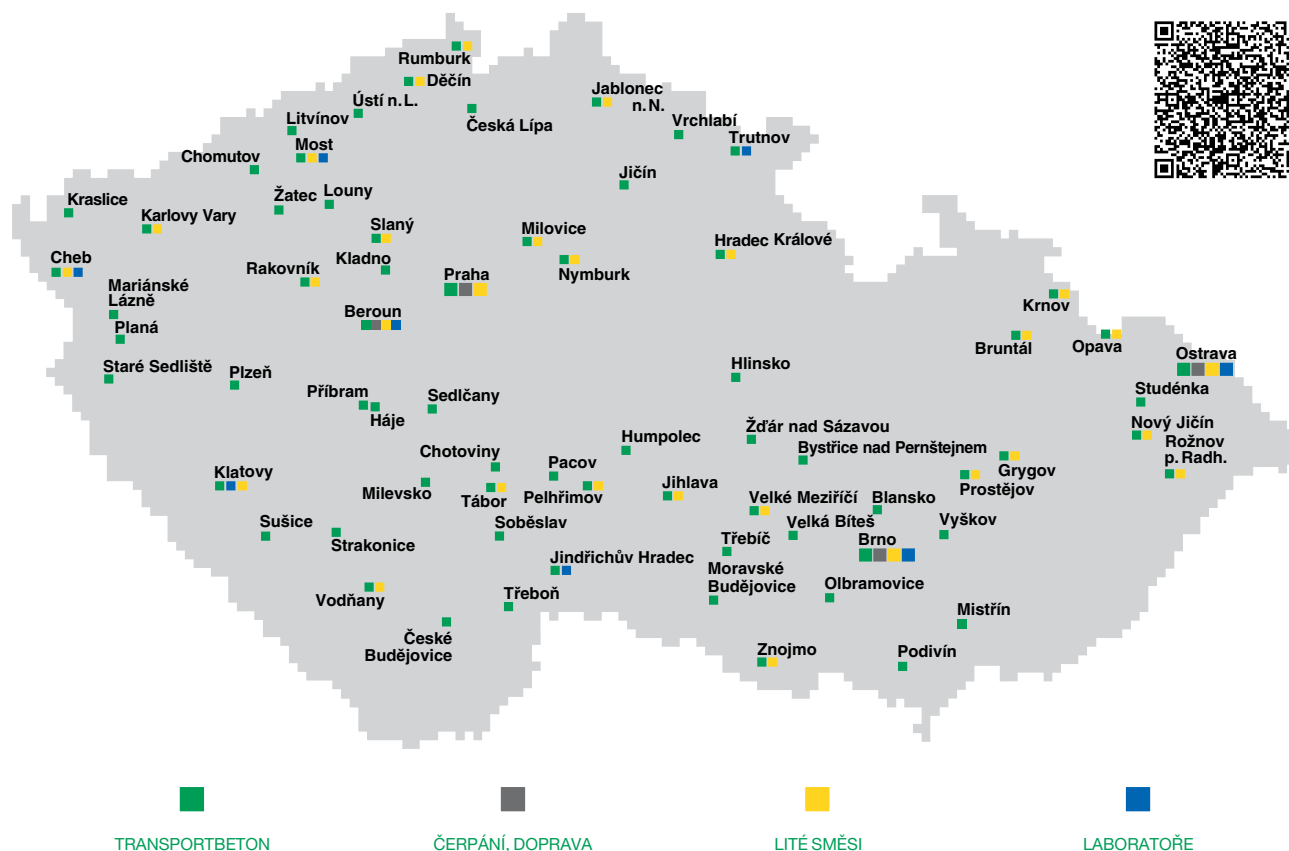 Rumburk
Děčín
Ústí n. L.
Česká Lípa
Jablonec
n. N.
Litvínov
Vrchlabí
Most
Trutnov
Chomutov
Jičín
Žatec
Louny
Kraslice
Karlovy Vary
Slaný
Milovice
Hradec Králové
Cheb
Rakovník
Kladno
Praha
Nymburk
Mariánské
Lázně
Beroun
Krnov
Planá
Bruntál
Opava
Ostrava
Staré Sedliště
Plzeň
Hlinsko
Studénka
Příbram
Háje
Sedlčany
Nový Jičín
Žďár nad Sázavou
Rožnov
p. Radh.
Humpolec
Bystřice nad Pernštejnem
Chotoviny
Pacov
Grygov
Klatovy
Milevsko
Tábor
Pelhřimov
Jihlava
Prostějov
Velké Meziříčí
Blansko
Sušice
Strakonice
Soběslav
Velká Bíteš
Vyškov
Třebíč
Brno
Jindřichův Hradec
Moravské
Budějovice
Vodňany
Třeboň
Olbramovice
Mistřín
České
Budějovice
Znojmo
Podivín
TRANSPORTBETON
ČERPÁNÍ, DOPRAVA
LITÉ SMĚSI
LABORATOŘE